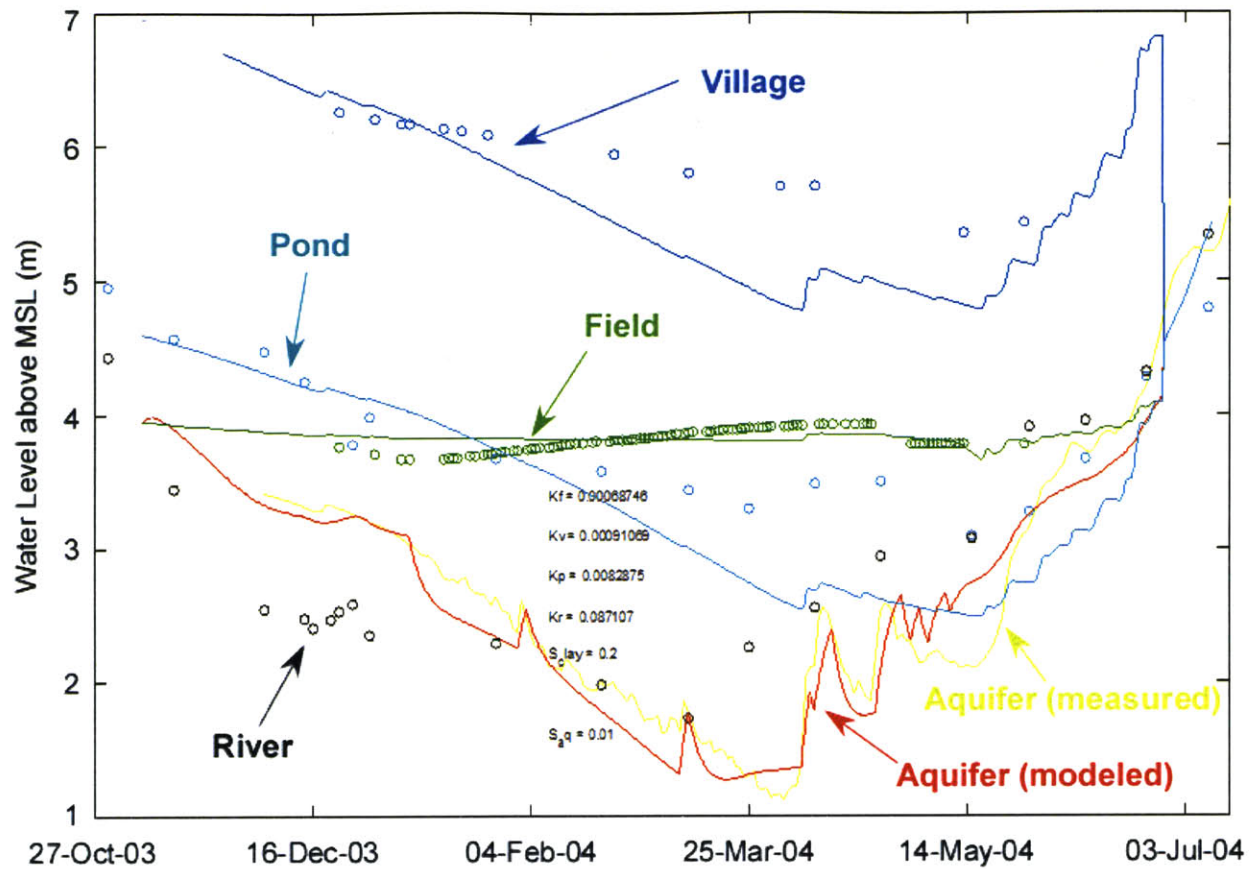 7
6
5
4
3
2
1
Water Level above MSL (m)
Village
Pond
Field
Kf = 0.00068746
Kv = 0.00091069
Kp = 0.0082875
Kr = 0.087107
S_clay = 0.2
S_aq = 0.01
River
Aquifer (measured)
Aquifer (modeled)
27-Oct-03 16-Dec-03 04-Feb-04 25-Mar-04 14-May-04 03-Jul-04